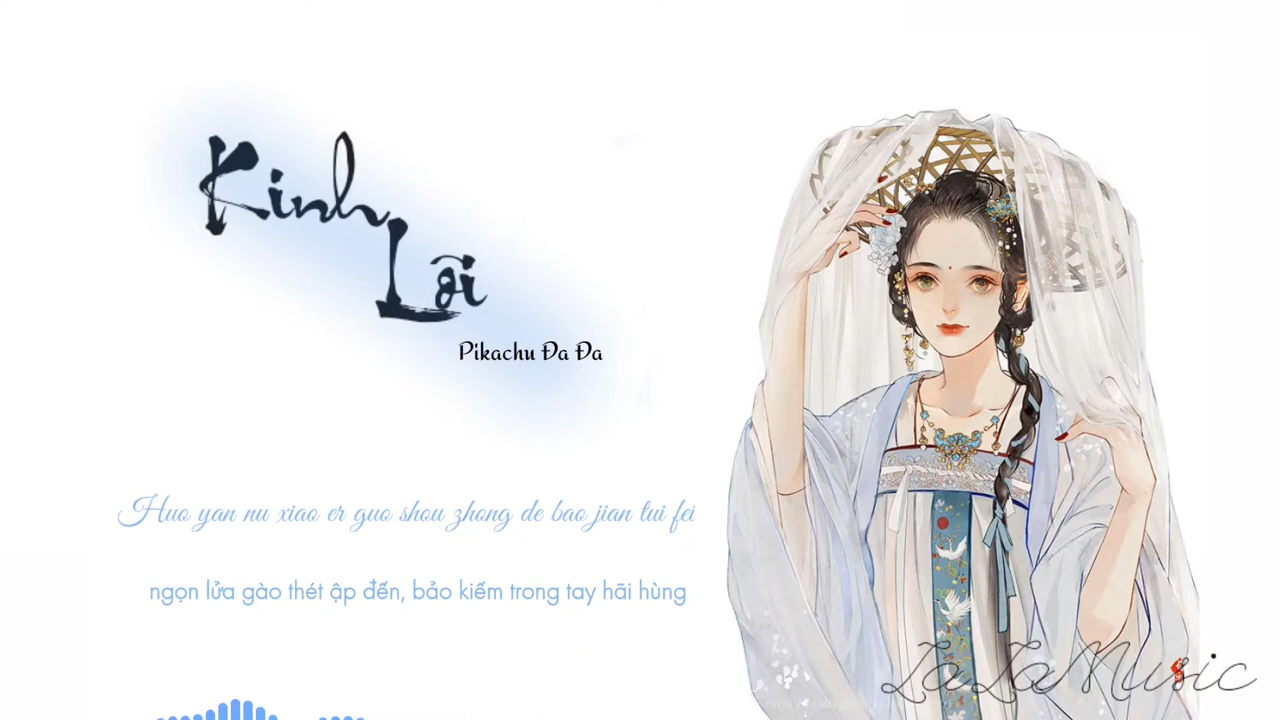 Kinh
Lôi
Pikachu Đa Đa
Huo yan nu xiao er guo shou zhong de bao jian tui fei
ngọn lửa gào thét ập đến, bảo kiếm trong tay hãi hùng
LaLaMusic